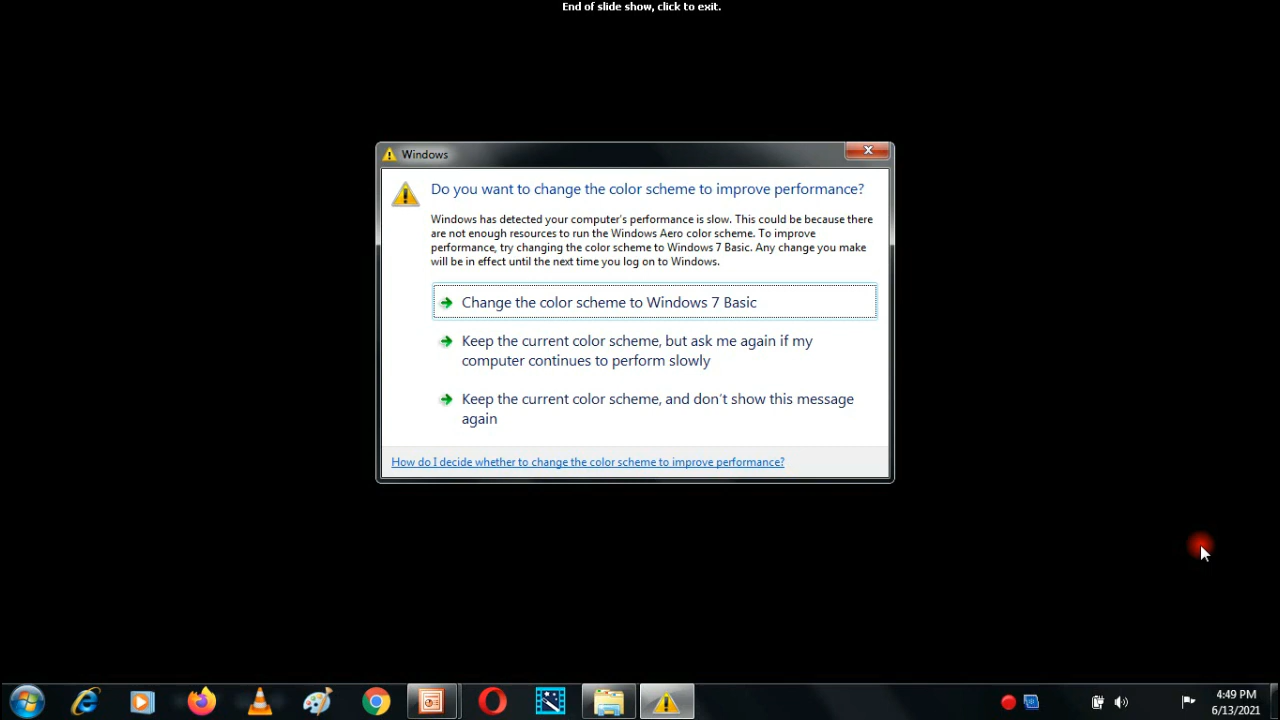 End of slide show, click to exit.
Windows
Do you want to change the color scheme to improve performance?
Windows has detected your computer's performance is slow. This could be because there
are not enough resources to run the Windows Aero color scheme. To improve
performance, try changing the color scheme to Windows 7 Basic. Any change you make
will be in effect until the next time you log on to Windows.
Change the color scheme to Windows 7 Basic
Keep the current color scheme, but ask me again if my
computer continues to perform slowly
Keep the current color scheme, and don't show this message
again
How do I decide whether to change the color scheme to improve performance?
4:49 PM
6/13/2021